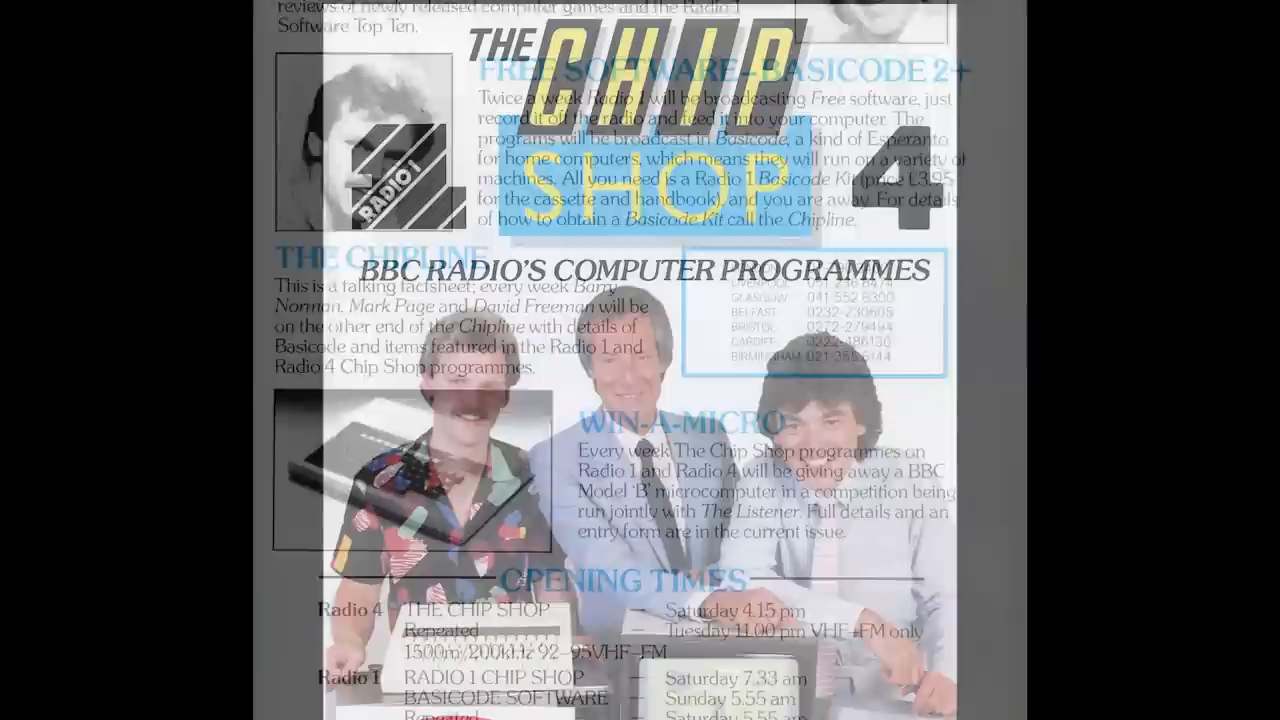 reviews of newly released computer games and the Radio 1
Software Top Ten.
THE CHIP
SHOP
RADIO 1
4
BBC RADIO'S COMPUTER PROGRAMMES
FREE SOFTWARE – BASICODE 2+
Twice a week Radio 1 will be broadcasting Free software, just
record it off the radio and feed it into your computer. The
programs will be broadcast in Basicode, a kind of Esperanto
for home computers, which means they will run on a variety of
machines. All you need is a Radio 1 Basicode Kit (price £3.95
for the cassette and handbook) and you are away. For details
of how to obtain a Basicode Kit call the Chipline.
THE CHIPLINE
This is a talking factsheet; every week Barry
Norman, Mark Page and David Freeman will be
on the other end of the Chipline with details of
Basicode and items featured in the Radio 1 and
Radio 4 Chip Shop programmes.
LIVERPOOL 051 236 8474
GLASGOW 041-552 8300
BELFAST 0232-230605
BRISTOL 0272-279494
CARDIFF 0222-486130
BIRMINGHAM 021-355 6144
WIN-A-MICRO
Every week The Chip Shop programmes on
Radio 1 and Radio 4 will be giving away a BBC
Model 'B' microcomputer in a competition being
run jointly with The Listener. Full details and an
entry form are in the current issue.
OPENING TIMES
Radio 4 THE CHIP SHOP – Saturday 4.15 pm
Repeated – Tuesday 11.00 pm VHF–FM only
1500m/200kHz 92–95VHF–FM
Radio 1 RADIO 1 CHIP SHOP – Saturday 7.33 am
BASICODE SOFTWARE – Sunday 5.55 am
Repeated – Saturday 5.55 am